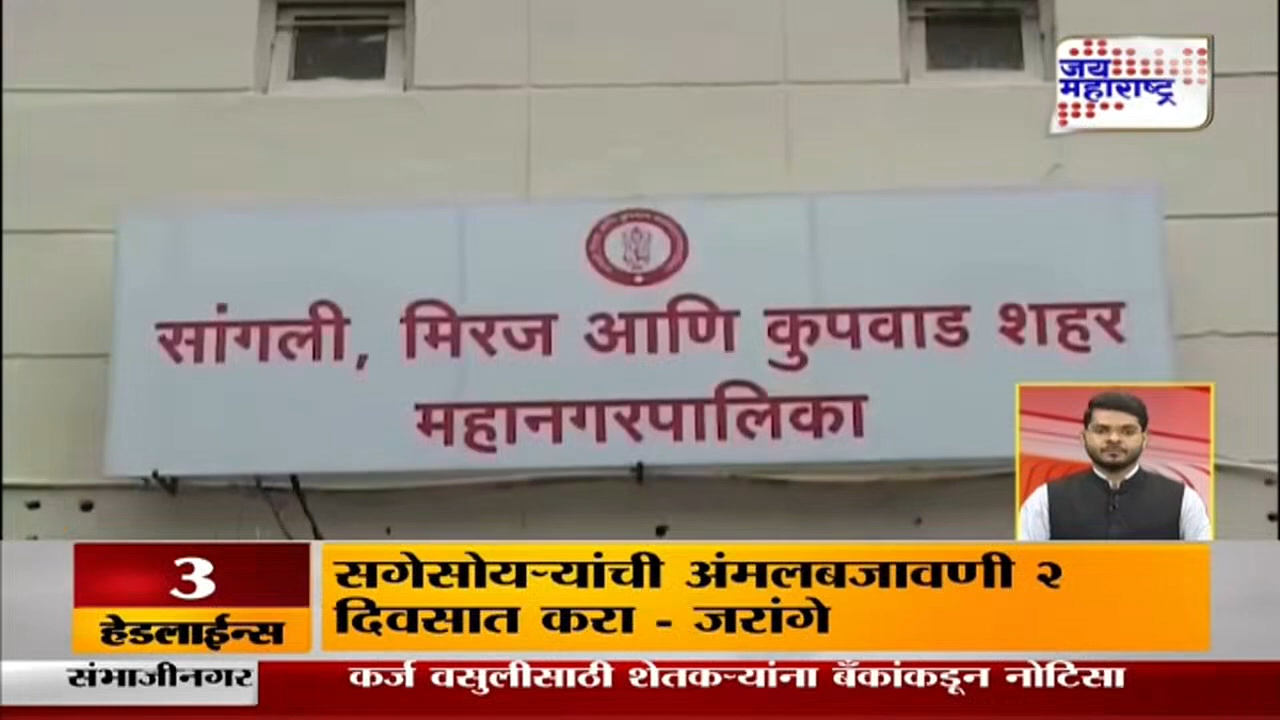 जय
महाराष्ट्र
सांगली, मिरज आणि कुपवाड शहर
महानगरपालिका
3
हेडलाईन्स
सगेसोयऱ्यांची अंमलबजावणी २
दिवसात करा - जरांगे
संभाजीनगर
कर्ज वसुलीसाठी शेतकऱ्यांना बँकांकडून नोटिसा